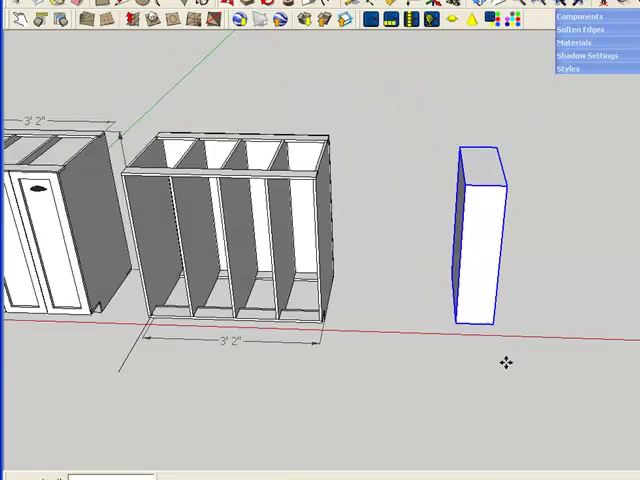 Components
Soften Edges
Materials
Shadow Settings
Styles
3' 2"
3' 2"